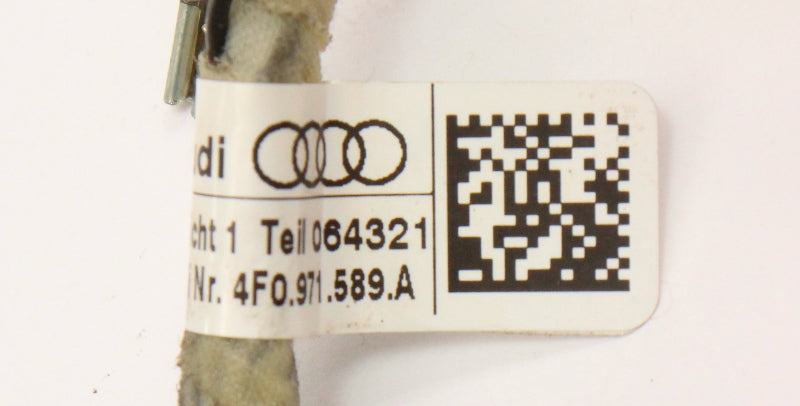 di
cht 1 Teil 064321
Nr. 4F0.971.589.A